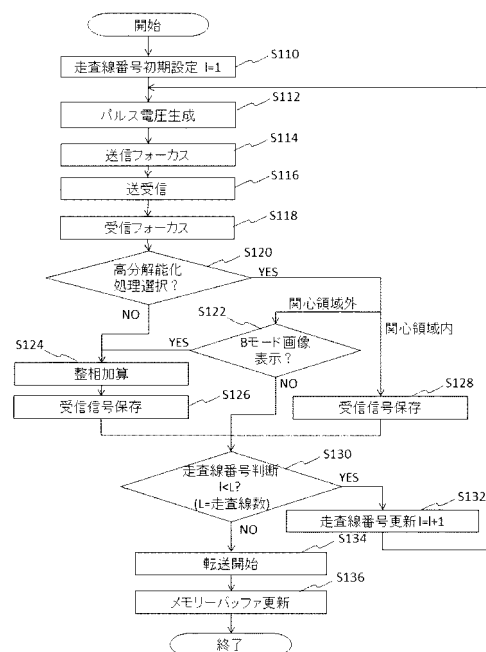 開始
S110
走査線番号初期設定 l=1
S112
パルス電圧生成
S114
送信フォーカス
S116
送受信
S118
受信フォーカス
S120
高分解能化
処理選択？
YES
NO
関心領域外
関心領域内
S122
Bモード画像
表示？
YES
NO
S124
整相加算
S126
受信信号保存
S128
受信信号保存
S130
走査線番号判断
l<L?
(L=走査線数)
YES
NO
S132
走査線番号更新 l=l+1
S134
転送開始
S136
メモリーバッファ更新
終了